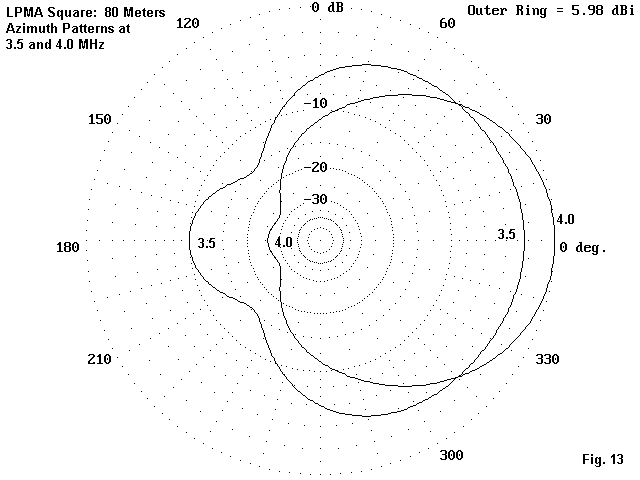 LPMA Square: 80 Meters
Azimuth Patterns at
3.5 and 4.0 MHz
0 dB
Outer Ring = 5.98 dBi
120
60
-10
150
30
-20
-30
180
3.5
4.0
3.5
4.0
0 deg.
210
330
300
Fig. 13